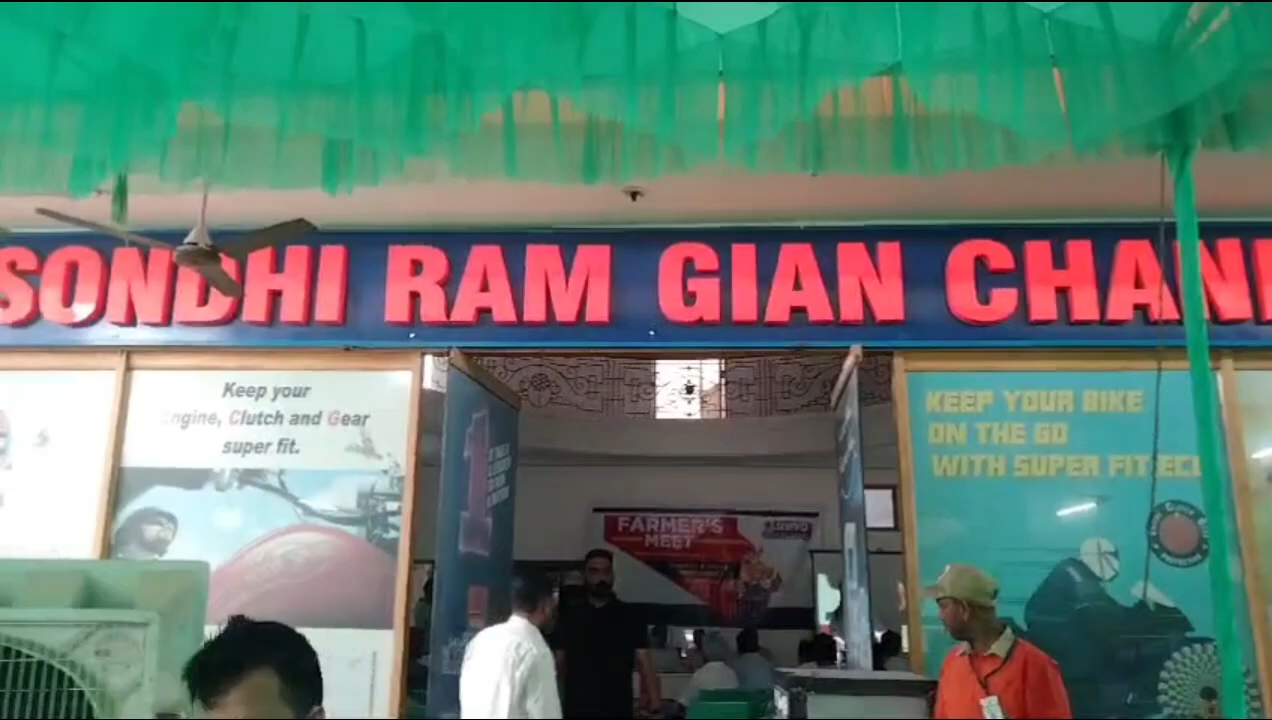 SONDHI RAM GIAN CHAN
Keep your
ngine, Clutch and Gear
super fit.
KEEP YOUR BIKE
ON THE GO
WITH SUPER FIT
FARMER'S
MEET
1